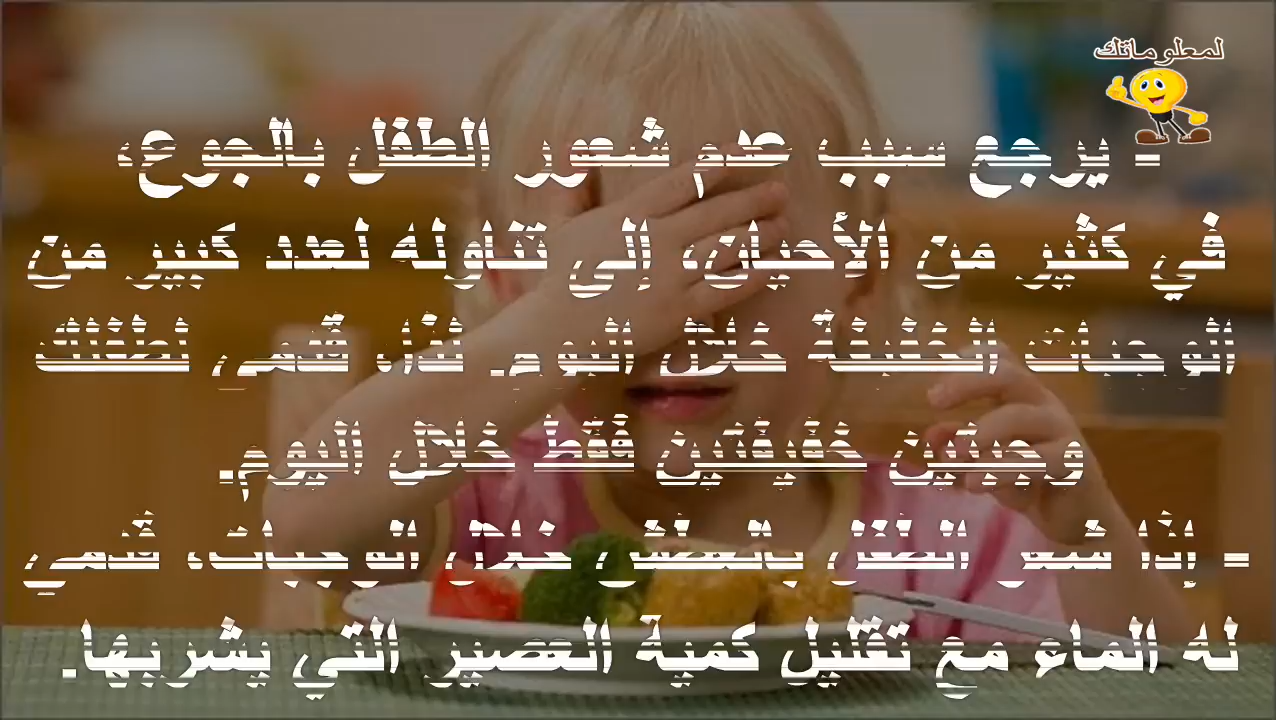 لمعلوماتك
- يرجع سبب عدم شعور الطفل بالجوع،
في كثير من الأحيان، إلى تناوله لعدد كبير من
الوجبات الخفيفة خلال اليوم. لذا، قدمي لطفلك
وجبتين خفيفتين فقط خلال اليوم.
- إذا شعر الطفل بالعطش خلال الوجبات، قدمي
له الماء مع تقليل كمية العصير التي يشربها.